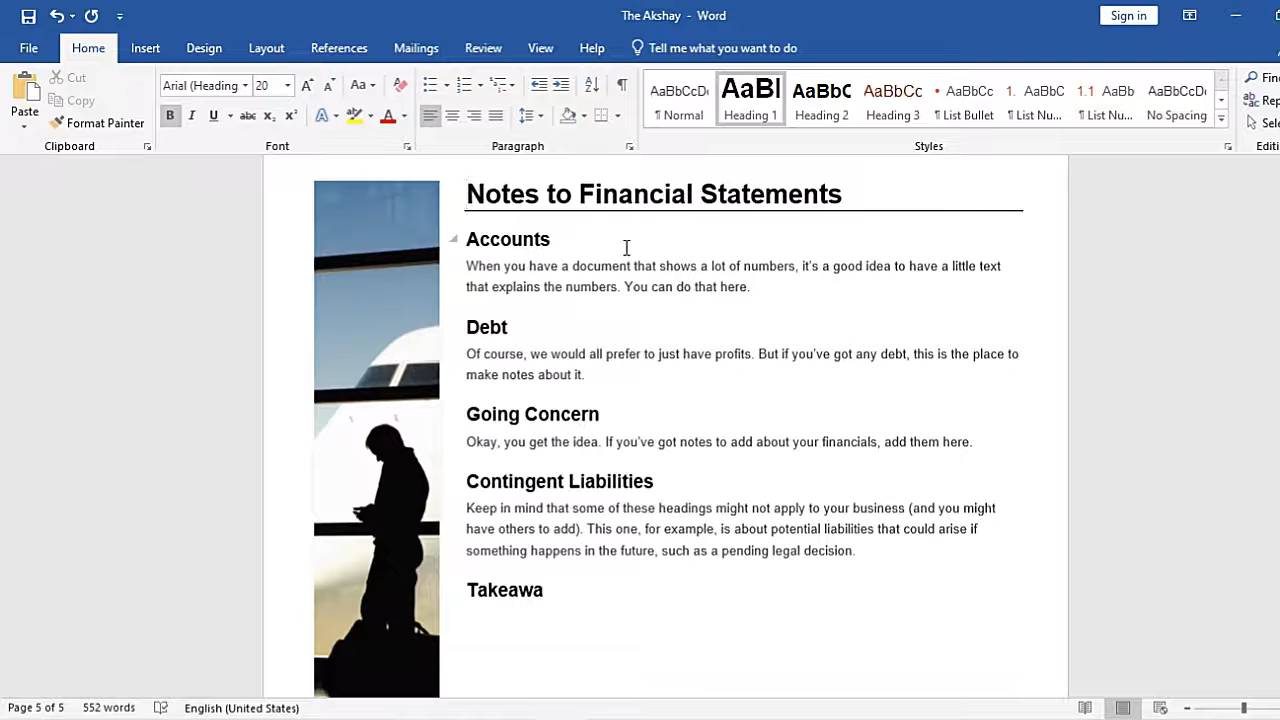 The Akshay - Word
Sign in
File Home Insert Design Layout References Mailings Review View Help Tell me what you want to do
Paste
Cut
Copy
Format Painter
Clipboard
Arial (Heading 20
Font
Paragraph
AaBbCcDc AaBl AaBbC AaBbCc AaBbCc 1. AaBbC 1.1 AaBb AaBbCcDc
¶ Normal Heading 1 Heading 2 Heading 3 ¶ List Bullet ¶ List Nu... ¶ List Nu... No Spacing
Styles
Notes to Financial Statements
Accounts
When you have a document that shows a lot of numbers, it's a good idea to have a little text
that explains the numbers. You can do that here.
Debt
Of course, we would all prefer to just have profits. But if you've got any debt, this is the place to
make notes about it.
Going Concern
Okay, you get the idea. If you've got notes to add about your financials, add them here.
Contingent Liabilities
Keep in mind that some of these headings might not apply to your business (and you might
have others to add). This one, for example, is about potential liabilities that could arise if
something happens in the future, such as a pending legal decision.
Takeawa
Page 5 of 5 552 words English (United States)